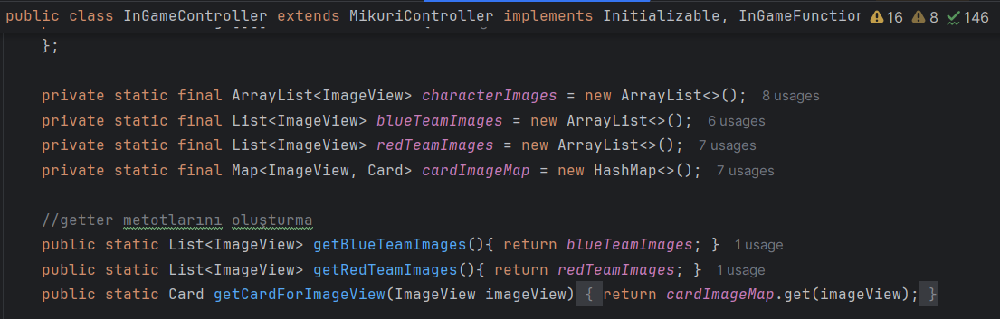 public class InGameController extends MikuriController implements Initializable, InGameFunction 16 8 146
};
private static final ArrayList<ImageView> characterImages = new ArrayList<>(); 8 usages
private static final List<ImageView> blueTeamImages = new ArrayList<>(); 6 usages
private static final List<ImageView> redTeamImages = new ArrayList<>(); 7 usages
private static final Map<ImageView, Card> cardImageMap = new HashMap<>(); 7 usages
//getter metotlarını oluşturma
public static List<ImageView> getBlueTeamImages(){ return blueTeamImages; } 1 usage
public static List<ImageView> getRedTeamImages(){ return redTeamImages; } 1 usage
public static Card getCardForImageView(ImageView imageView) { return cardImageMap.get(imageView); }